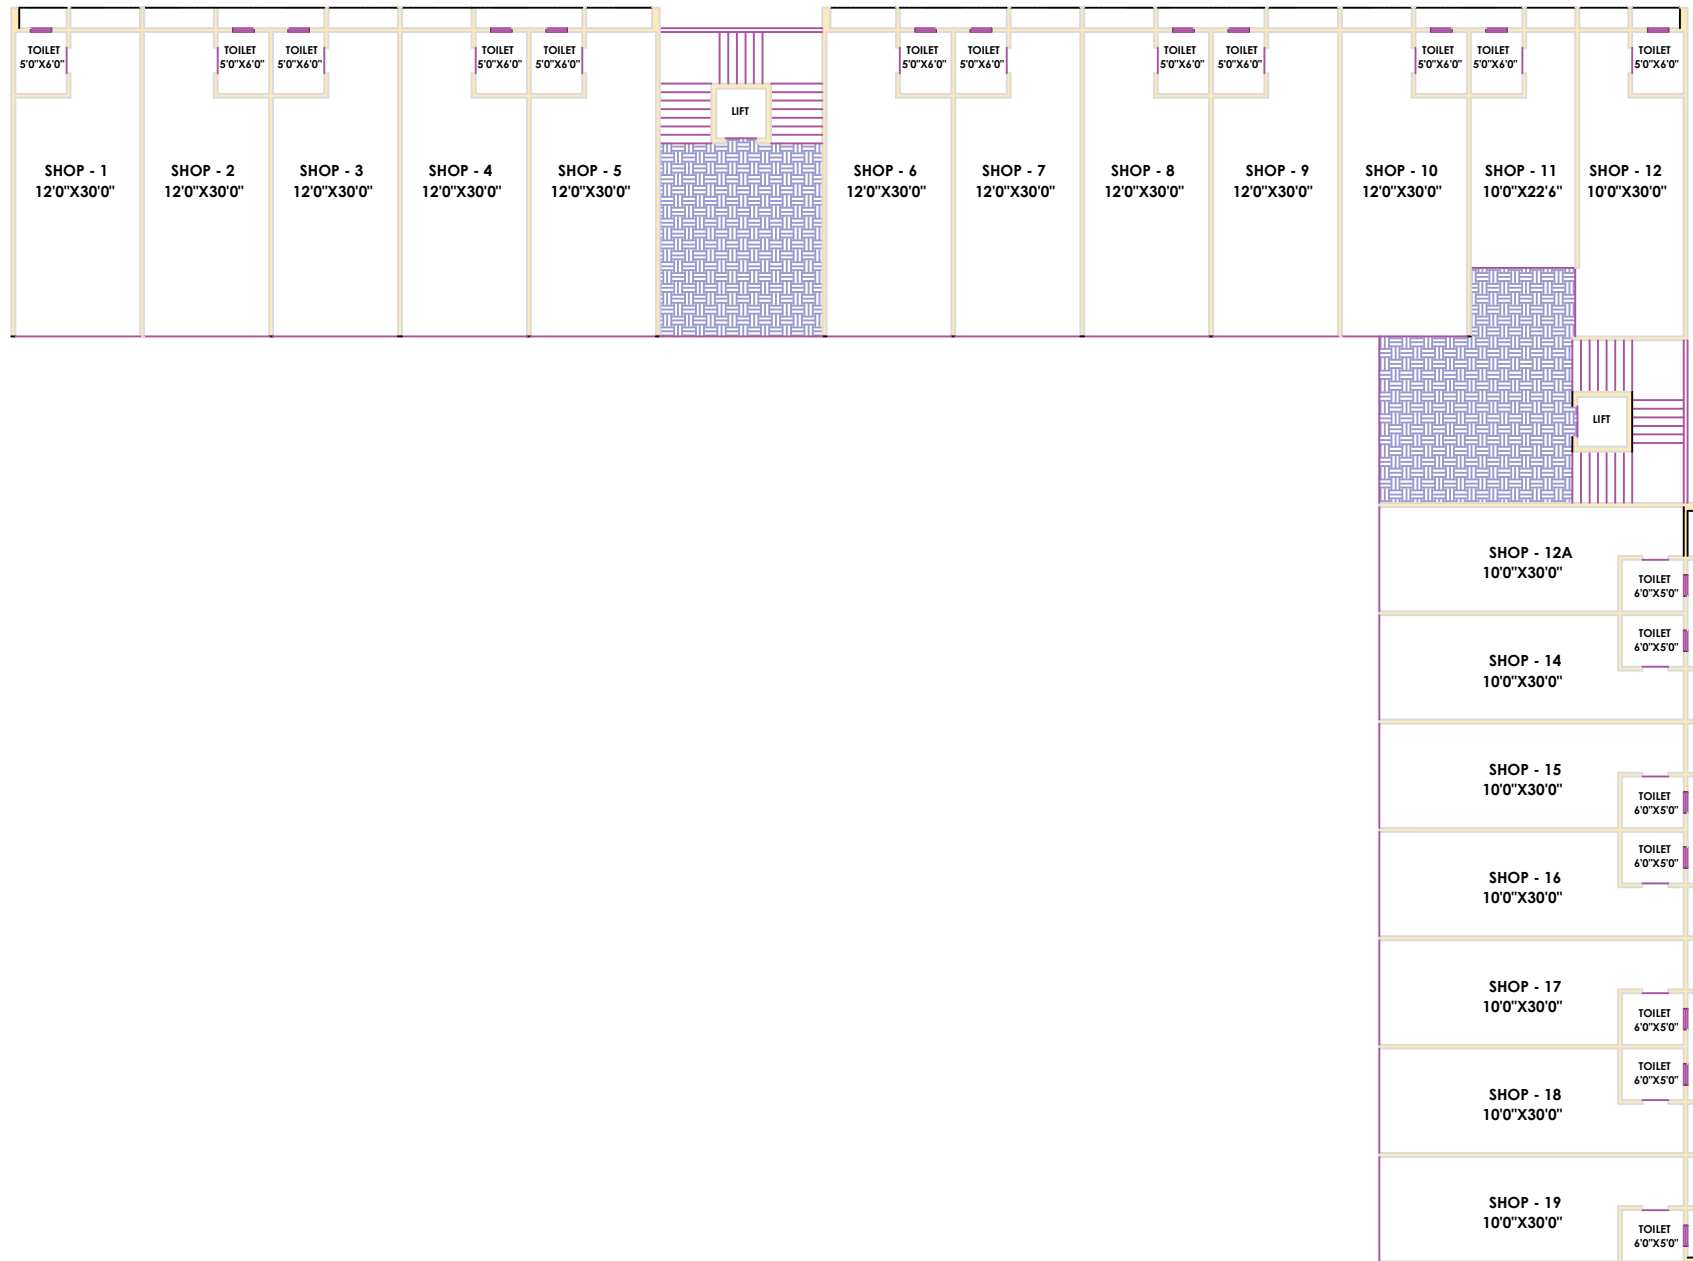 TOILET
5'0"X6'0"
TOILET
5'0"X6'0"
TOILET
5'0"X6'0"
TOILET
5'0"X6'0"
TOILET
5'0"X6'0"
TOILET
5'0"X6'0"
TOILET
5'0"X6'0"
TOILET
5'0"X6'0"
TOILET
5'0"X6'0"
TOILET
5'0"X6'0"
TOILET
5'0"X6'0"
TOILET
5'0"X6'0"
LIFT
SHOP - 1
12'0"X30'0"
SHOP - 2
12'0"X30'0"
SHOP - 3
12'0"X30'0"
SHOP - 4
12'0"X30'0"
SHOP - 5
12'0"X30'0"
SHOP - 6
12'0"X30'0"
SHOP - 7
12'0"X30'0"
SHOP - 8
12'0"X30'0"
SHOP - 9
12'0"X30'0"
SHOP - 10
12'0"X30'0"
SHOP - 11
10'0"X22'6"
SHOP - 12
10'0"X30'0"
LIFT
SHOP - 12A
10'0"X30'0"
TOILET
6'0"X5'0"
TOILET
6'0"X5'0"
SHOP - 14
10'0"X30'0"
SHOP - 15
10'0"X30'0"
TOILET
6'0"X5'0"
TOILET
6'0"X5'0"
SHOP - 16
10'0"X30'0"
SHOP - 17
10'0"X30'0"
TOILET
6'0"X5'0"
TOILET
6'0"X5'0"
SHOP - 18
10'0"X30'0"
SHOP - 19
10'0"X30'0"
TOILET
6'0"X5'0"